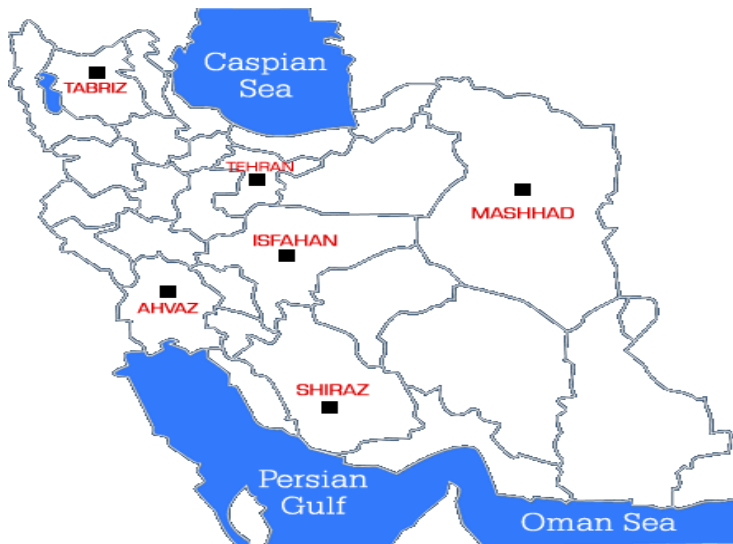 Caspian
Sea
TABRIZ
TEHRAN
MASHHAD
ISFAHAN
AHVAZ
SHIRAZ
Persian
Gulf
Oman Sea